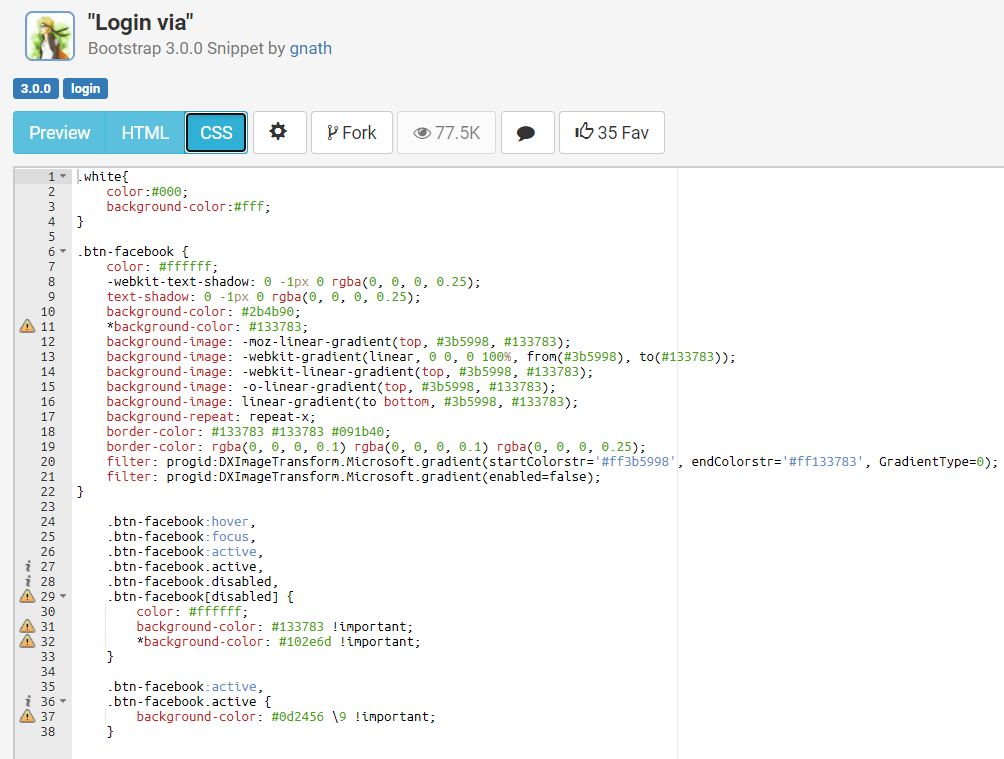 "Login via"
Bootstrap 3.0.0 Snippet by gnath
3.0.0 login
Preview HTML CSS Fork 77.5K 35 Fav
1 .white{
2     color:#000;
3     background-color:#fff;
4 }
5
6 .btn-facebook {
7     color: #ffffff;
8     -webkit-text-shadow: 0 -1px 0 rgba(0, 0, 0, 0.25);
9     text-shadow: 0 -1px 0 rgba(0, 0, 0, 0.25);
10     background-color: #2b4b90;
11     *background-color: #133783;
12     background-image: -moz-linear-gradient(top, #3b5998, #133783);
13     background-image: -webkit-gradient(linear, 0 0, 0 100%, from(#3b5998), to(#133783));
14     background-image: -webkit-linear-gradient(top, #3b5998, #133783);
15     background-image: -o-linear-gradient(top, #3b5998, #133783);
16     background-image: linear-gradient(to bottom, #3b5998, #133783);
17     background-repeat: repeat-x;
18     border-color: #133783 #133783 #091b40;
19     border-color: rgba(0, 0, 0, 0.1) rgba(0, 0, 0, 0.1) rgba(0, 0, 0, 0.25);
20     filter: progid:DXImageTransform.Microsoft.gradient(startColorstr='#ff3b5998', endColorstr='#ff133783', GradientType=0);
21     filter: progid:DXImageTransform.Microsoft.gradient(enabled=false);
22 }
23
24     .btn-facebook:hover,
25     .btn-facebook:focus,
26     .btn-facebook:active,
27     .btn-facebook.active,
28     .btn-facebook.disabled,
29     .btn-facebook[disabled] {
30         color: #ffffff;
31         background-color: #133783 !important;
32         *background-color: #102e6d !important;
33     }
34
35     .btn-facebook:active,
36     .btn-facebook.active {
37         background-color: #0d2456 \9 !important;
38     }